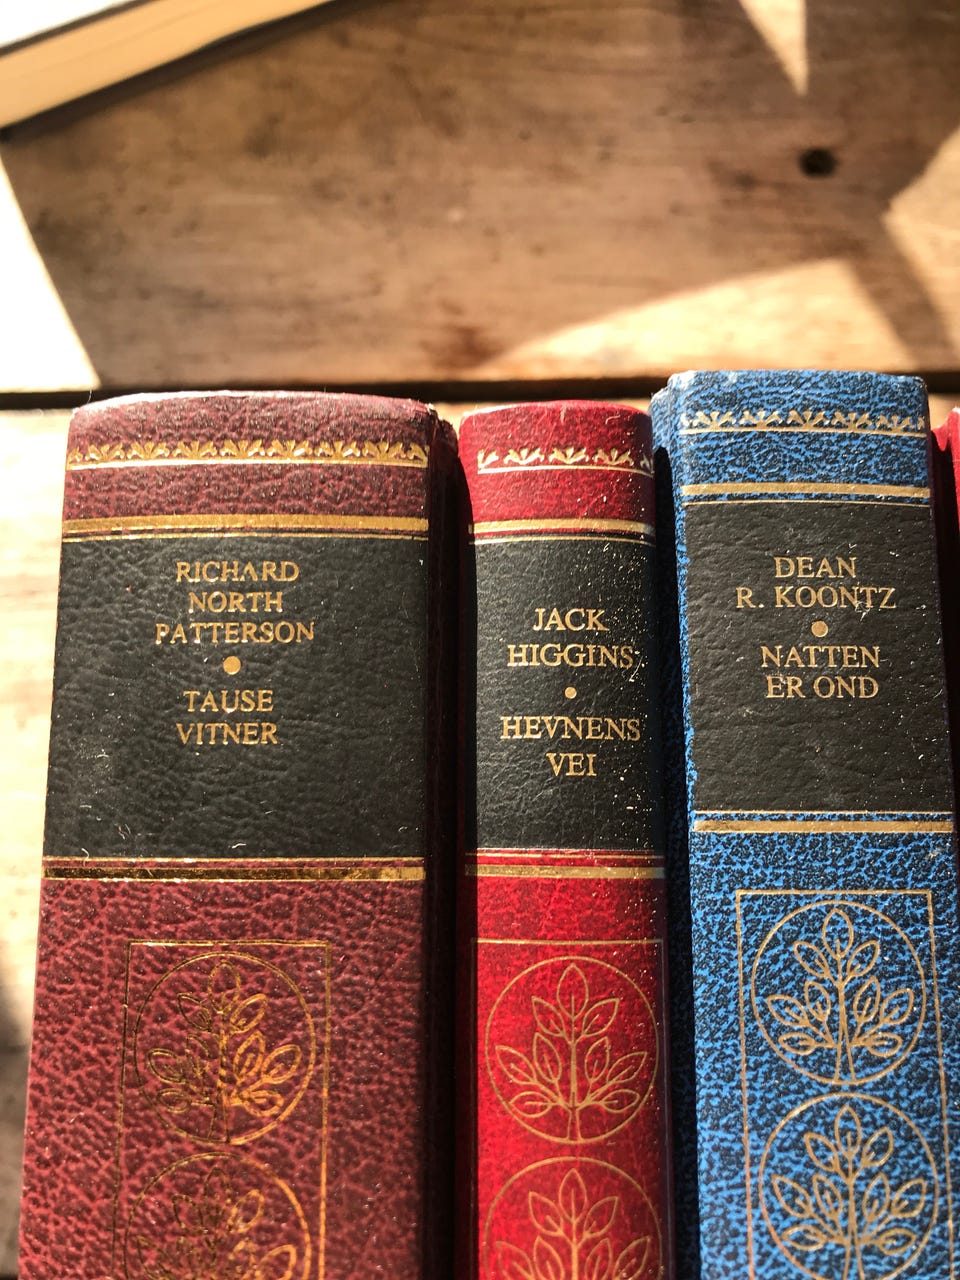 RICHARD
NORTH
PATTERSON
TAUSE
VITNER
JACK
HIGGINS
HEVNENS
VEI
DEAN
R. KOONTZ
NATTEN
ER OND